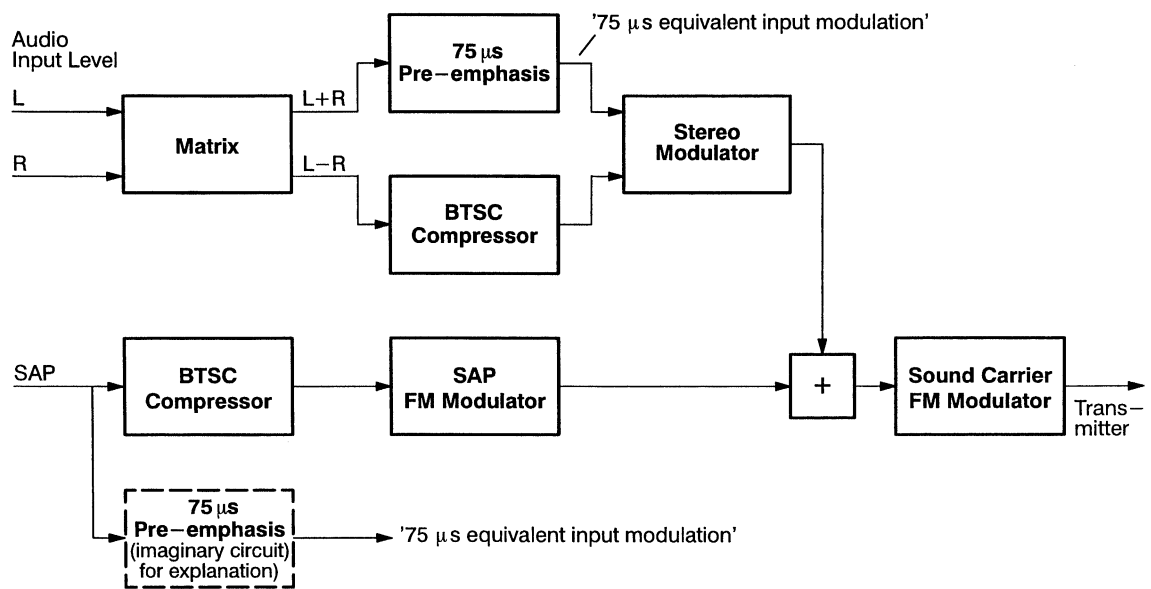 Audio
Input Level
L
R
Matrix
L+R
L−R
75 μs
Pre−emphasis
'75 μs equivalent input modulation'
BTSC
Compressor
Stereo
Modulator
SAP
BTSC
Compressor
SAP
FM Modulator
+
Sound Carrier
FM Modulator
Trans−
mitter
75 μs
Pre−emphasis
(imaginary circuit)
for explanation)
'75 μs equivalent input modulation'